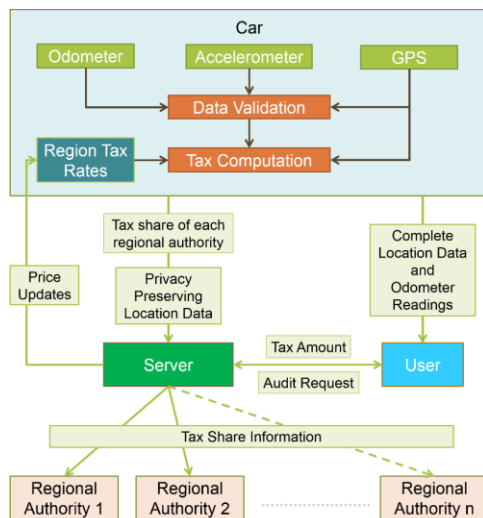 Car
Odometer
Accelerometer
GPS
Data Validation
Region Tax
Rates
Tax Computation
Tax share of each
regional authority
Complete
Location Data
and
Odometer
Readings
Price
Updates
Privacy
Preserving
Location Data
Tax Amount
Server
User
Audit Request
Tax Share Information
Regional
Authority 1
Regional
Authority 2
Regional
Authority n